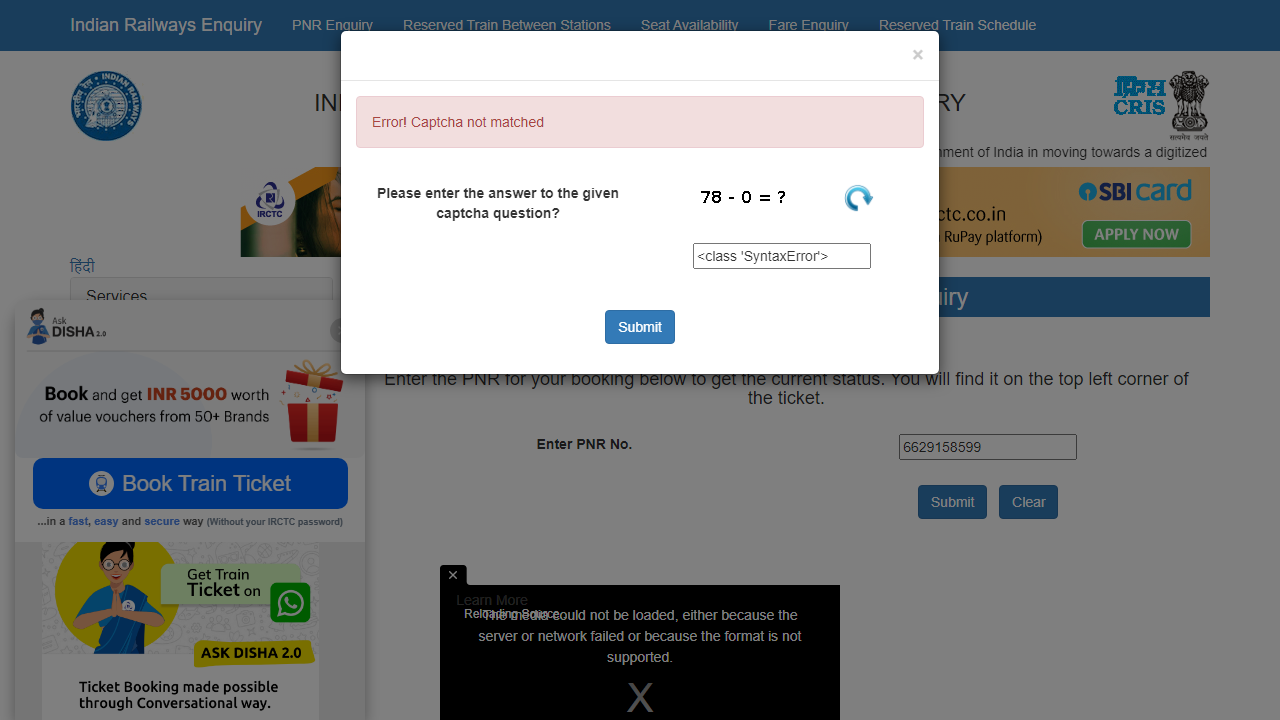 Indian Railways Enquiry
PNR Enquiry
Reserved Train Between Stations
Seat Availability
Fare Enquiry
Reserved Train Schedule
×
IN
RY
CRIS
सत्यमेव जयते
Error! Captcha not matched
nment of India in moving towards a digitized
Please enter the answer to the given
captcha question?
78 - 0 = ?
<class 'SyntaxError'>
Submit
IRCTC
ctc.co.in
RuPay platform)
SBI card
APPLY NOW
हिंदी
Services
iry
Ask
DISHA 2.0
Book and get INR 5000 worth
of value vouchers from 50+ Brands
Book Train Ticket
...in a fast, easy and secure way (Without your IRCTC password)
Get Train
Ticket on
ASK DISHA 2.0
Ticket Booking made possible
through Conversational way.
Enter the PNR for your booking below to get the current status. You will find it on the top left corner of
the ticket.
Enter PNR No.
6629158599
Submit
Clear
✕
Learn More
Reloading Source
The media could not be loaded, either because the
server or network failed or because the format is not
supported.
X